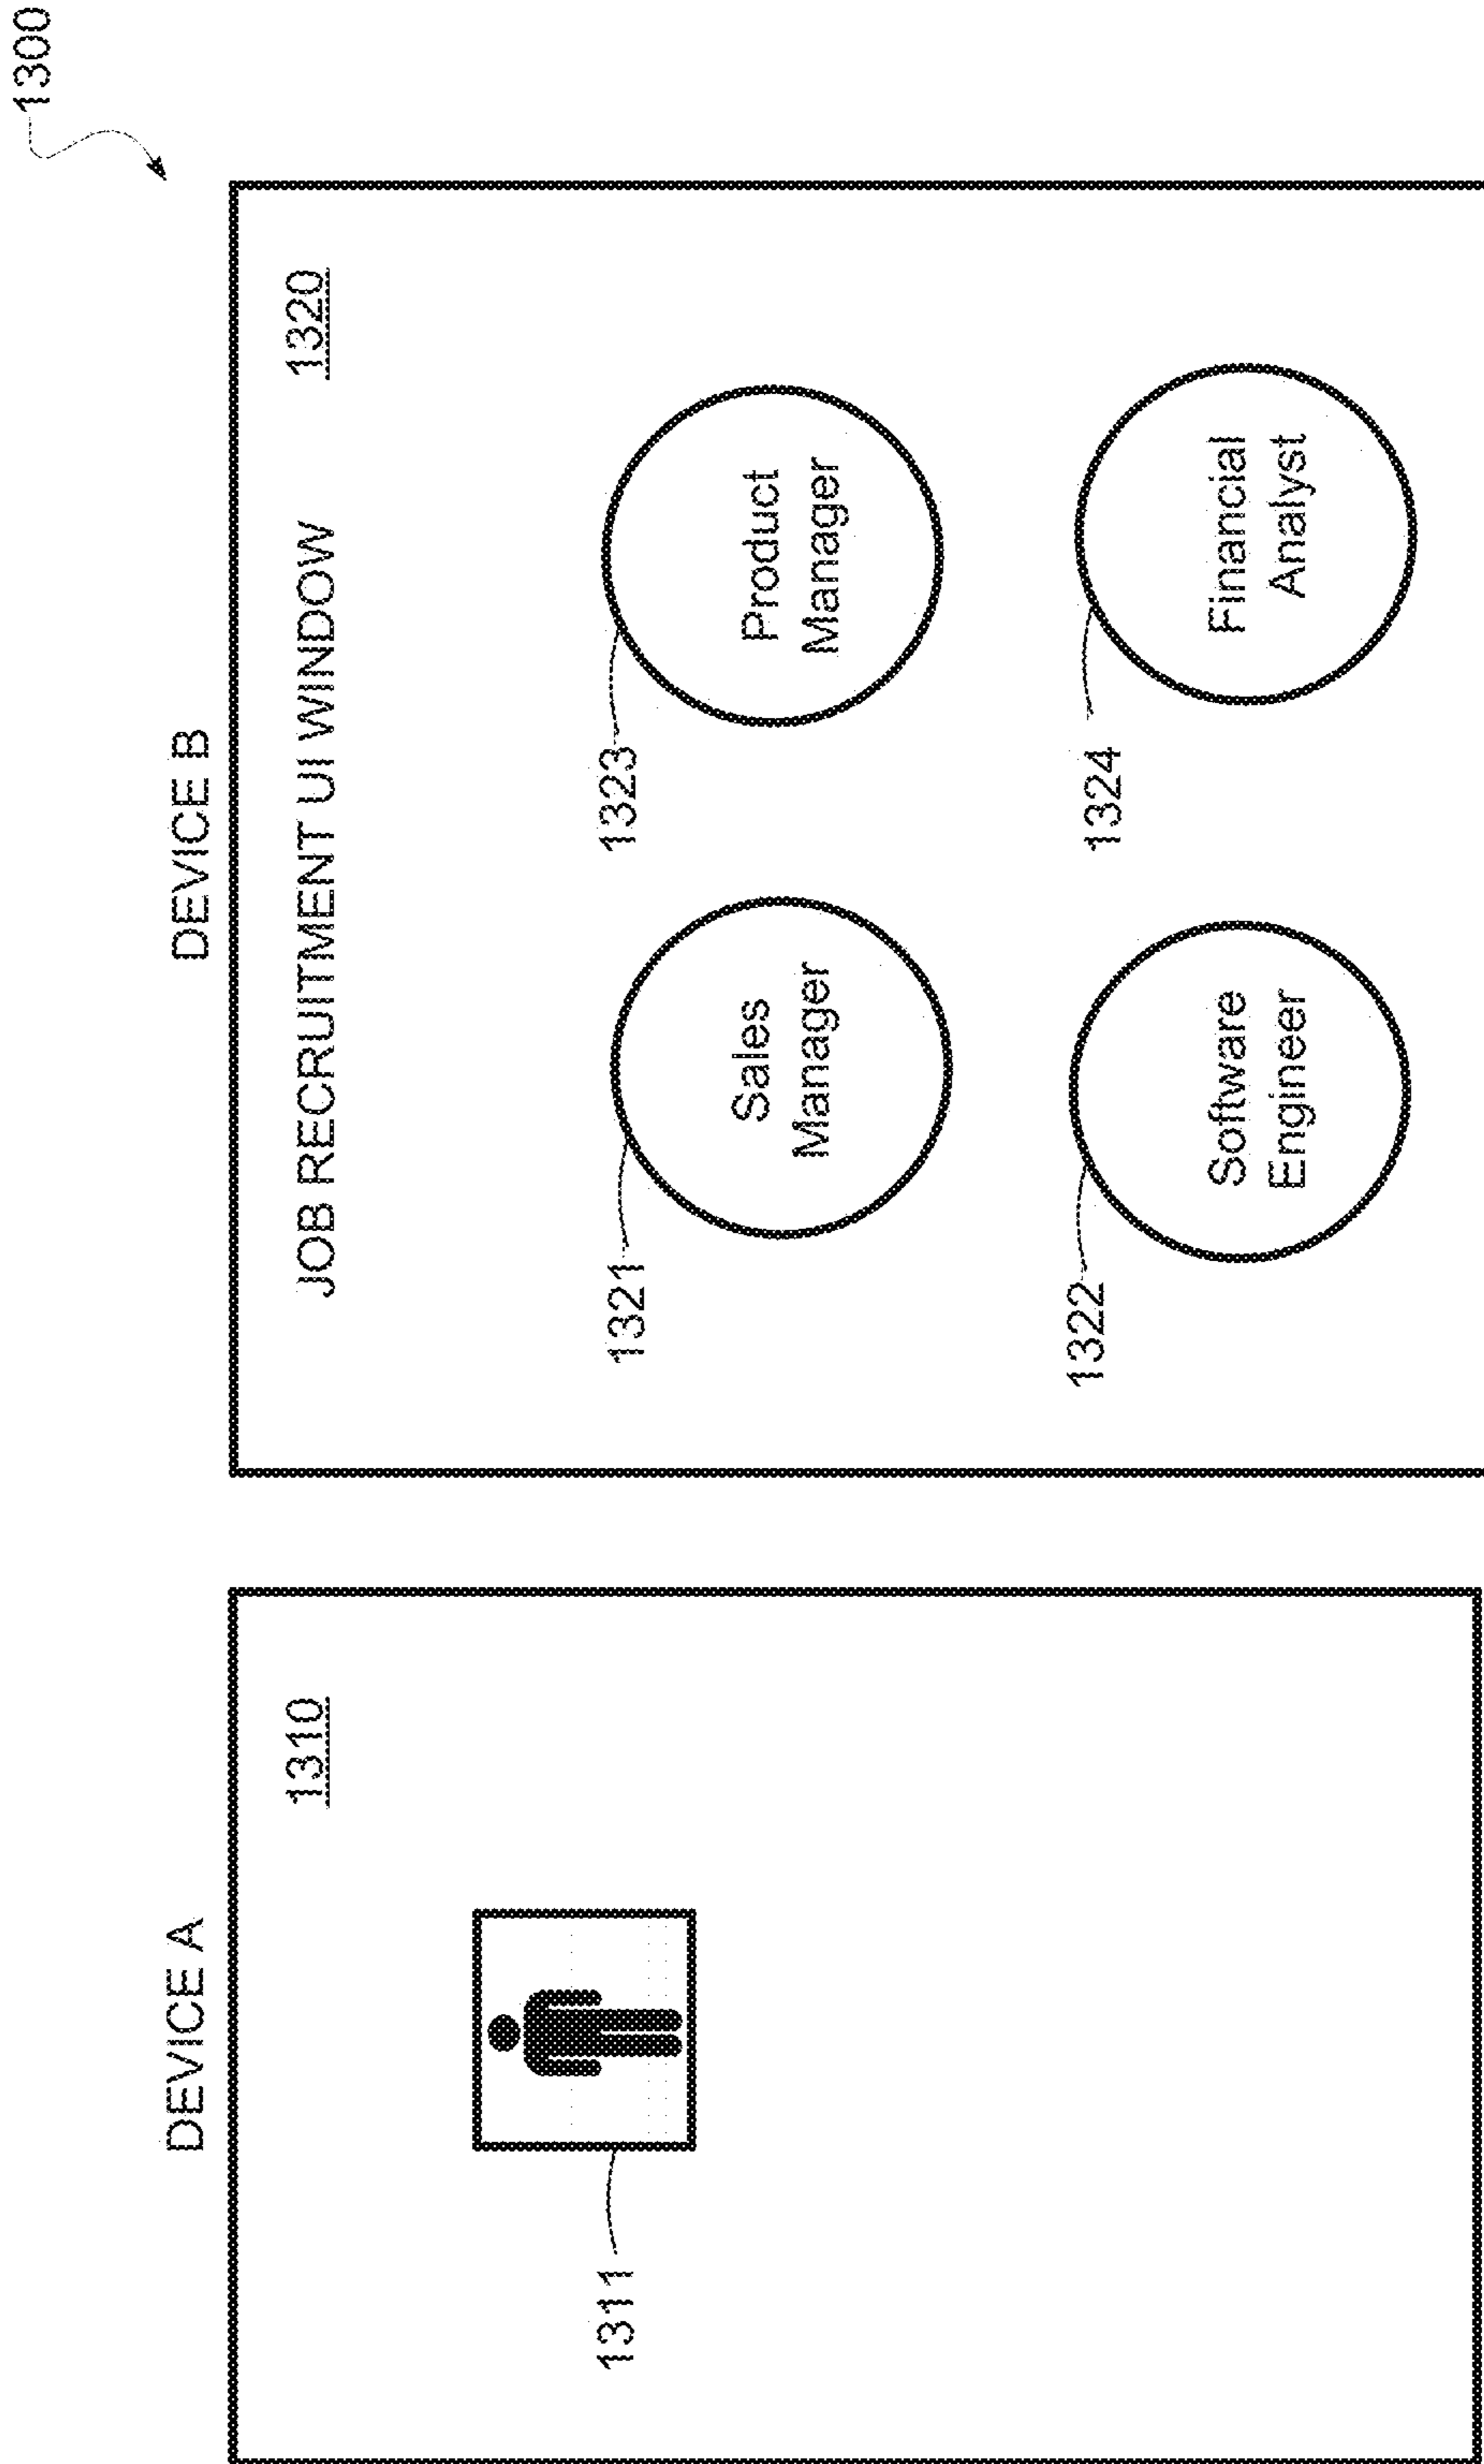 1300
DEVICE A
1310
1311
DEVICE B
JOB RECRUITMENT UI WINDOW
1320
1321
Sales
Manager
1323
Product
Manager
1322
Software
Engineer
1324
Financial
Analyst